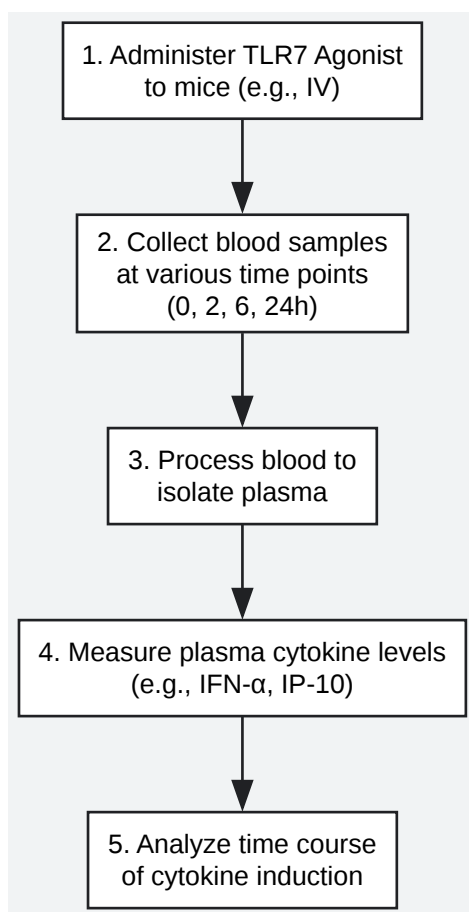 1. Administer TLR7 Agonist
to mice (e.g., IV)
2. Collect blood samples
at various time points
(0, 2, 6, 24h)
3. Process blood to
isolate plasma
4. Measure plasma cytokine levels
(e.g., IFN-α, IP-10)
5. Analyze time course
of cytokine induction